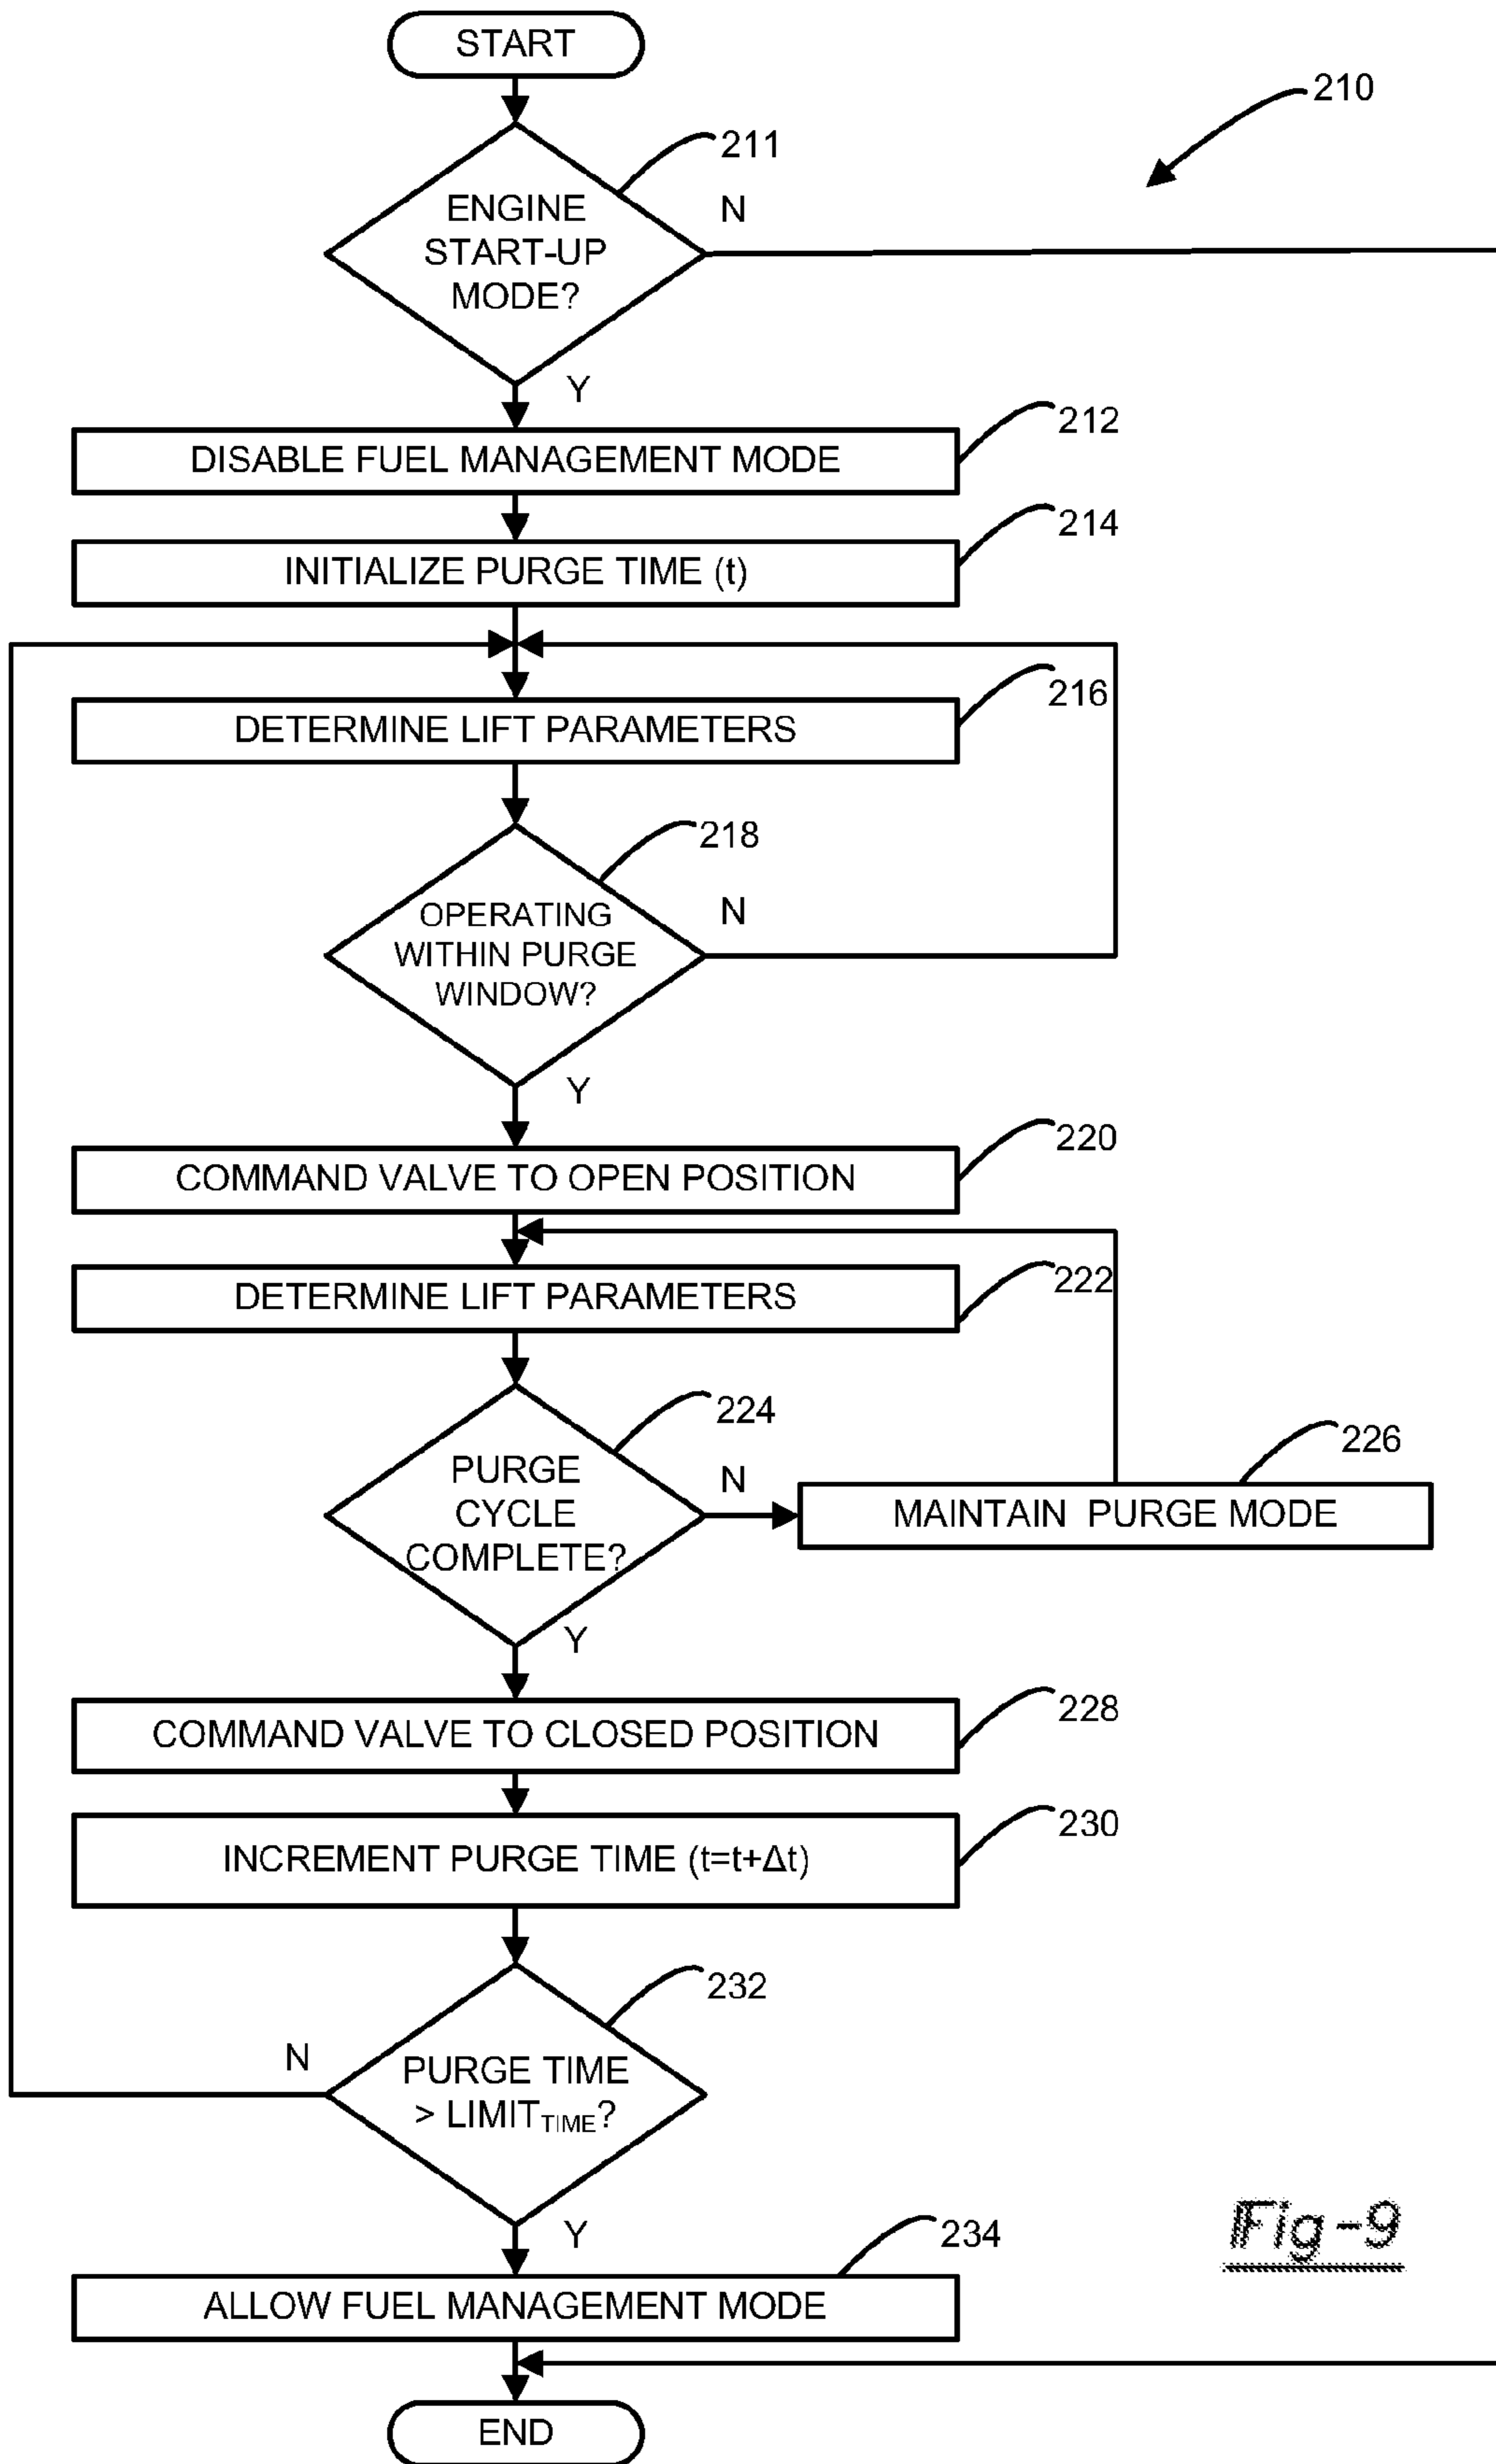 START
210
211
ENGINE
START-UP
MODE?
N
Y
212
DISABLE FUEL MANAGEMENT MODE
214
INITIALIZE PURGE TIME (t)
216
DETERMINE LIFT PARAMETERS
218
OPERATING
WITHIN PURGE
WINDOW?
N
Y
220
COMMAND VALVE TO OPEN POSITION
222
DETERMINE LIFT PARAMETERS
224
PURGE
CYCLE
COMPLETE?
N
226
MAINTAIN PURGE MODE
Y
228
COMMAND VALVE TO CLOSED POSITION
230
INCREMENT PURGE TIME (t=t+Δt)
232
N
PURGE TIME
> LIMIT_TIME?
Y
234
ALLOW FUEL MANAGEMENT MODE
END
Fig-9